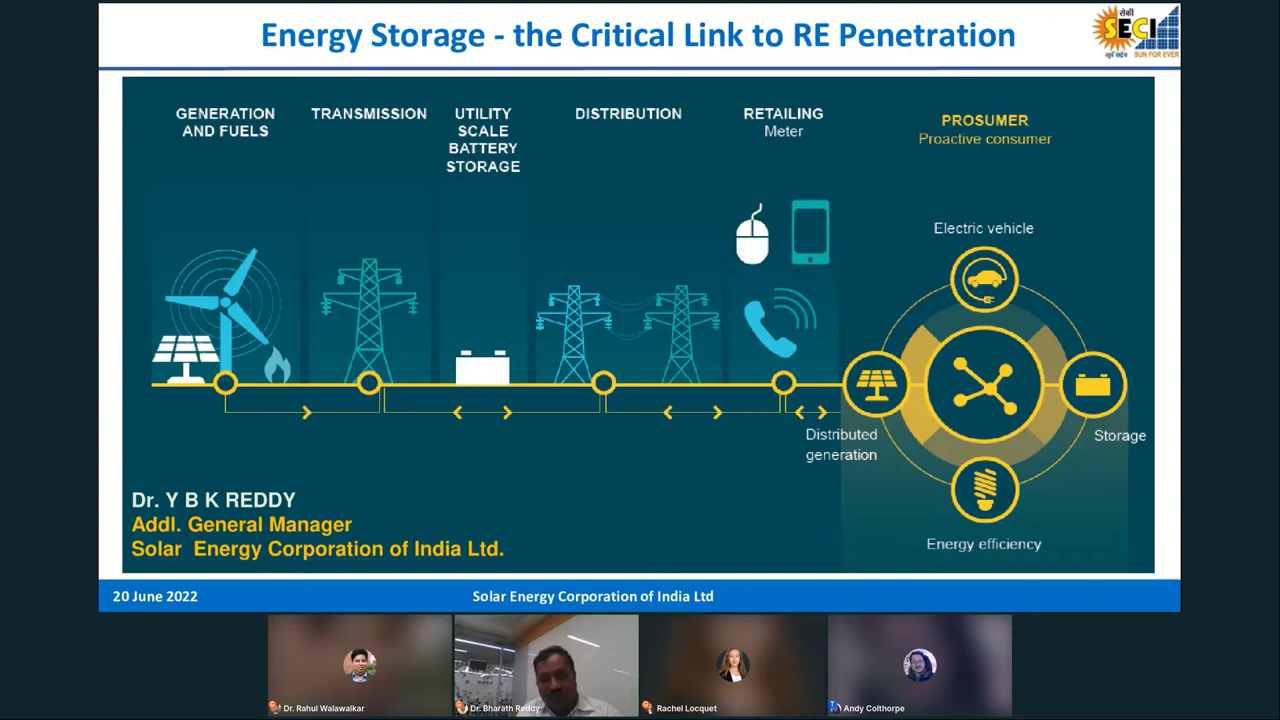 Energy Storage - the Critical Link to RE Penetration
सेकी
SECI
सूर्य सदैव
SUN FOR EVER
GENERATION
AND FUELS
TRANSMISSION
UTILITY
SCALE
BATTERY
STORAGE
DISTRIBUTION
RETAILING
Meter
PROSUMER
Proactive consumer
Electric vehicle
Distributed
generation
Storage
Energy efficiency
Dr. Y B K REDDY
Addl. General Manager
Solar Energy Corporation of India Ltd.
20 June 2022
Solar Energy Corporation of India Ltd
Dr. Rahul Walawalkar
Dr. Bharath Reddy
Rachel Locquet
Andy Colthorpe